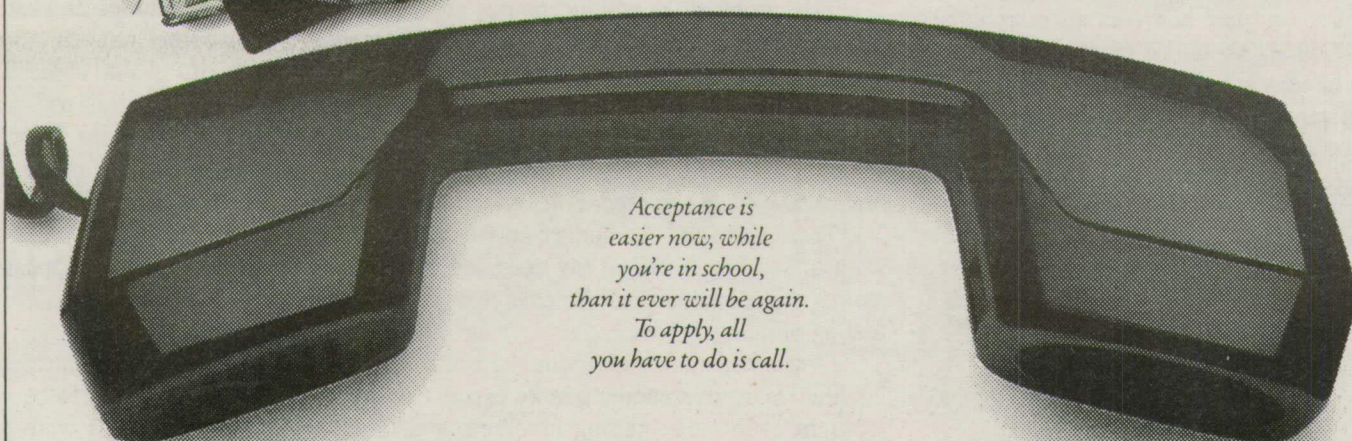 Acceptance is
easier now, while
you're in school,
than it ever will be again.
To apply, all
you have to do is call.